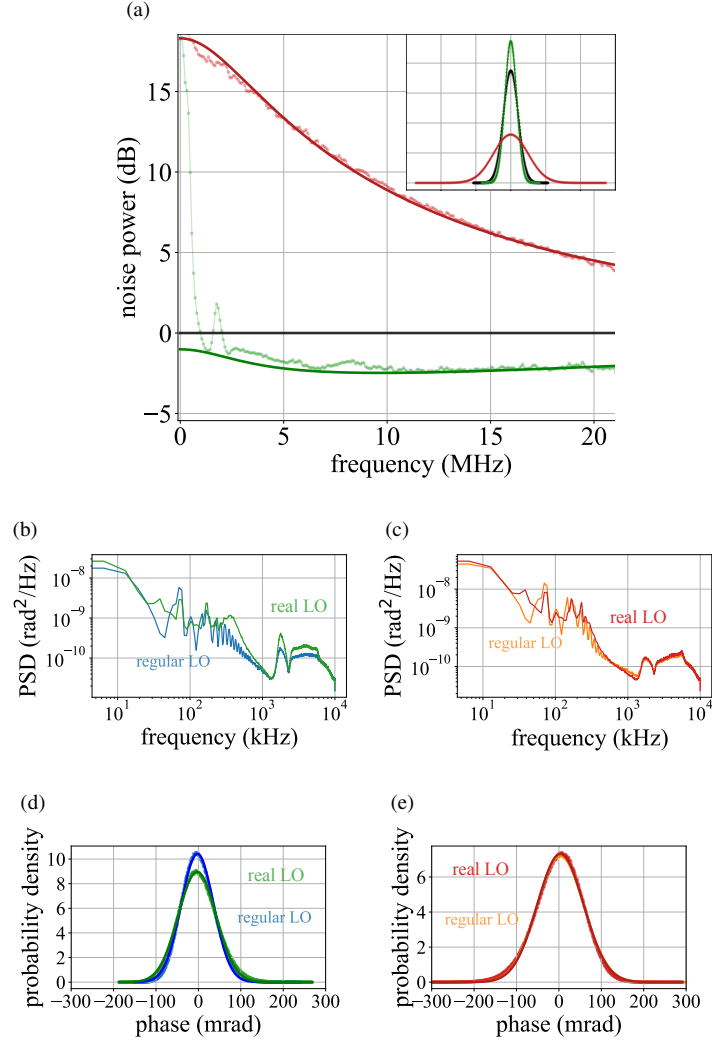 (a)
noise power (dB)
15
10
5
0
−5
0 5 10 15 20
frequency (MHz)
(b)
PSD (rad²/Hz)
10⁻⁸
10⁻⁹
10⁻¹⁰
real LO
regular LO
10¹ 10² 10³ 10⁴
frequency (kHz)
(c)
PSD (rad²/Hz)
10⁻⁸
10⁻⁹
10⁻¹⁰
real LO
regular LO
10¹ 10² 10³ 10⁴
frequency (kHz)
(d)
probability density
10
8
6
4
2
0
real LO
regular LO
−300 −200 −100 0 100 200 300
phase (mrad)
(e)
probability density
6
4
2
0
real LO
regular LO
−300 −200 −100 0 100 200 300
phase (mrad)